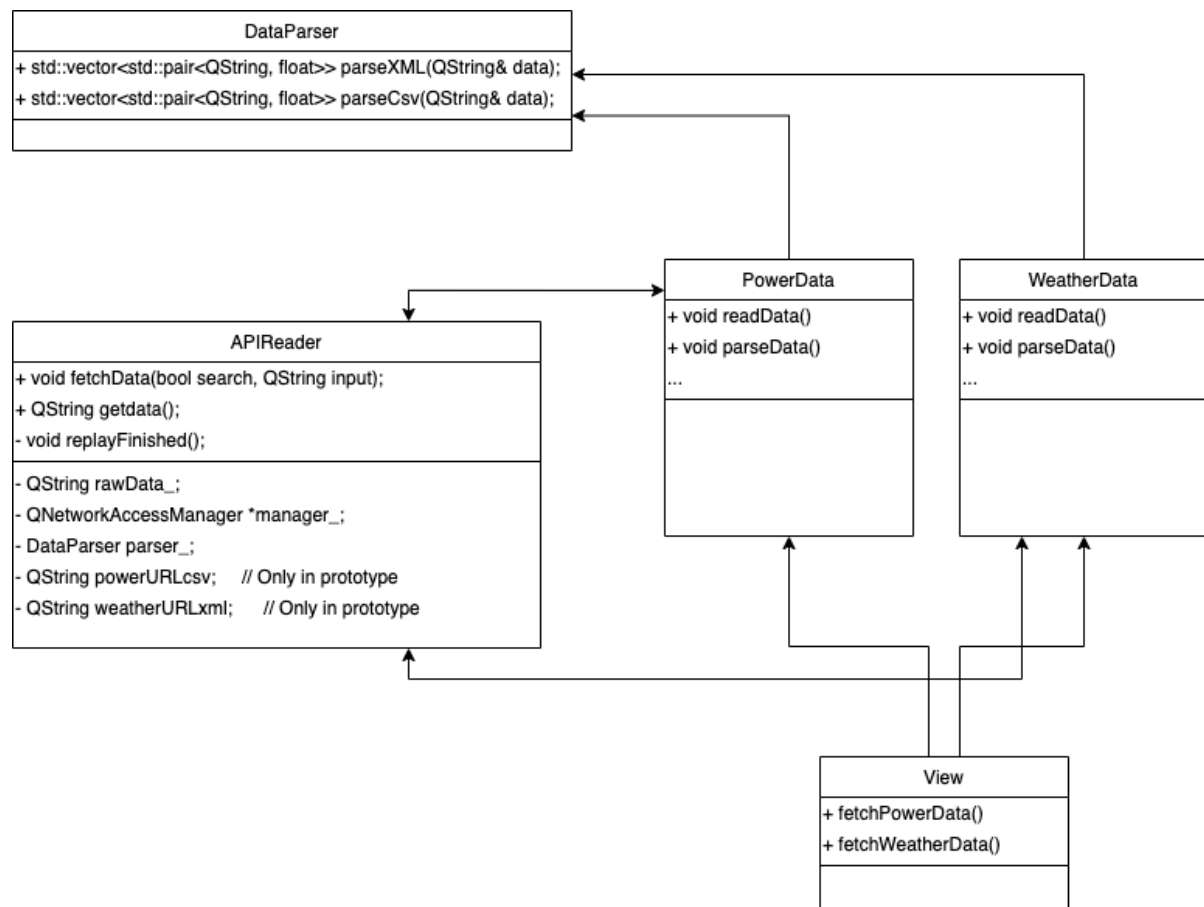 DataParser
+ std::vector<std::pair<QString, float>> parseXML(QString& data);
+ std::vector<std::pair<QString, float>> parseCsv(QString& data);
PowerData
+ void readData()
+ void parseData()
...
WeatherData
+ void readData()
+ void parseData()
...
APIReader
+ void fetchData(bool search, QString input);
+ QString getdata();
- void replayFinished();
- QString rawData_;
- QNetworkAccessManager *manager_;
- DataParser parser_;
- QString powerURLcsv; // Only in prototype
- QString weatherURLxml; // Only in prototype
View
+ fetchPowerData()
+ fetchWeatherData()